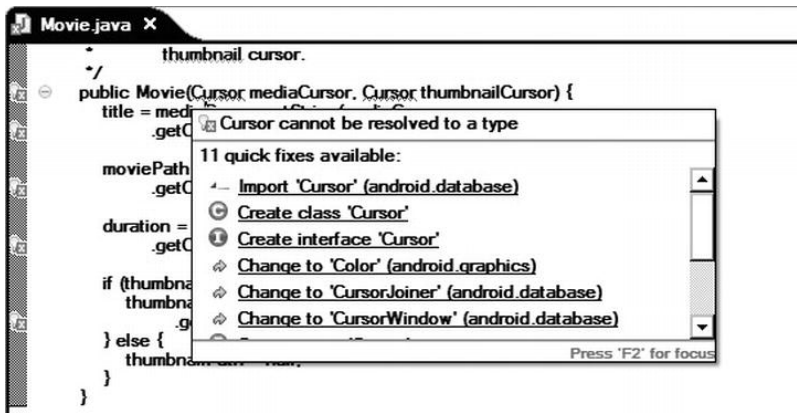 Movie.java
* thumbnail cursor.
*/
public Movie(Cursor mediaCursor, Cursor thumbnailCursor) {
title =
.getC
moviePath
.getC
duration =
.getC
if (thumbna
thumbna
.ge
} else {
}
}
Cursor cannot be resolved to a type
11 quick fixes available:
Import 'Cursor' (android.database)
Create class 'Cursor'
Create interface 'Cursor'
Change to 'Color' (android.graphics)
Change to 'CursorJoiner' (android.database)
Change to 'CursorWindow' (android.database)
Press 'F2' for focus